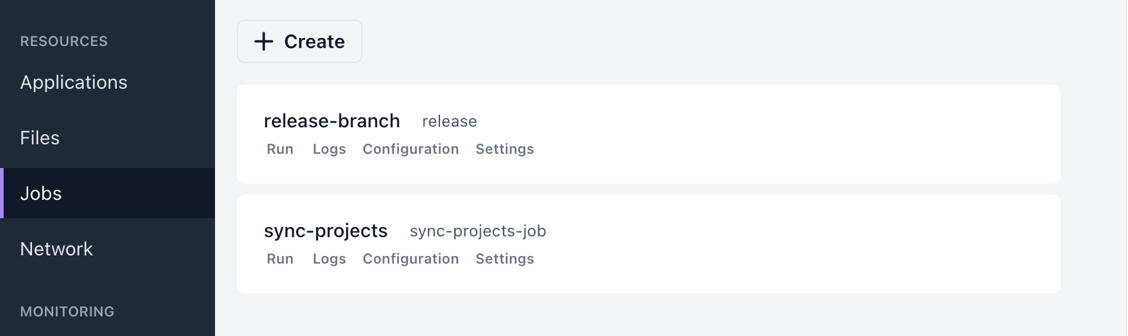 RESOURCES
Applications
Files
Jobs
Network
MONITORING
+ Create
release-branch release
Run Logs Configuration Settings
sync-projects sync-projects-job
Run Logs Configuration Settings